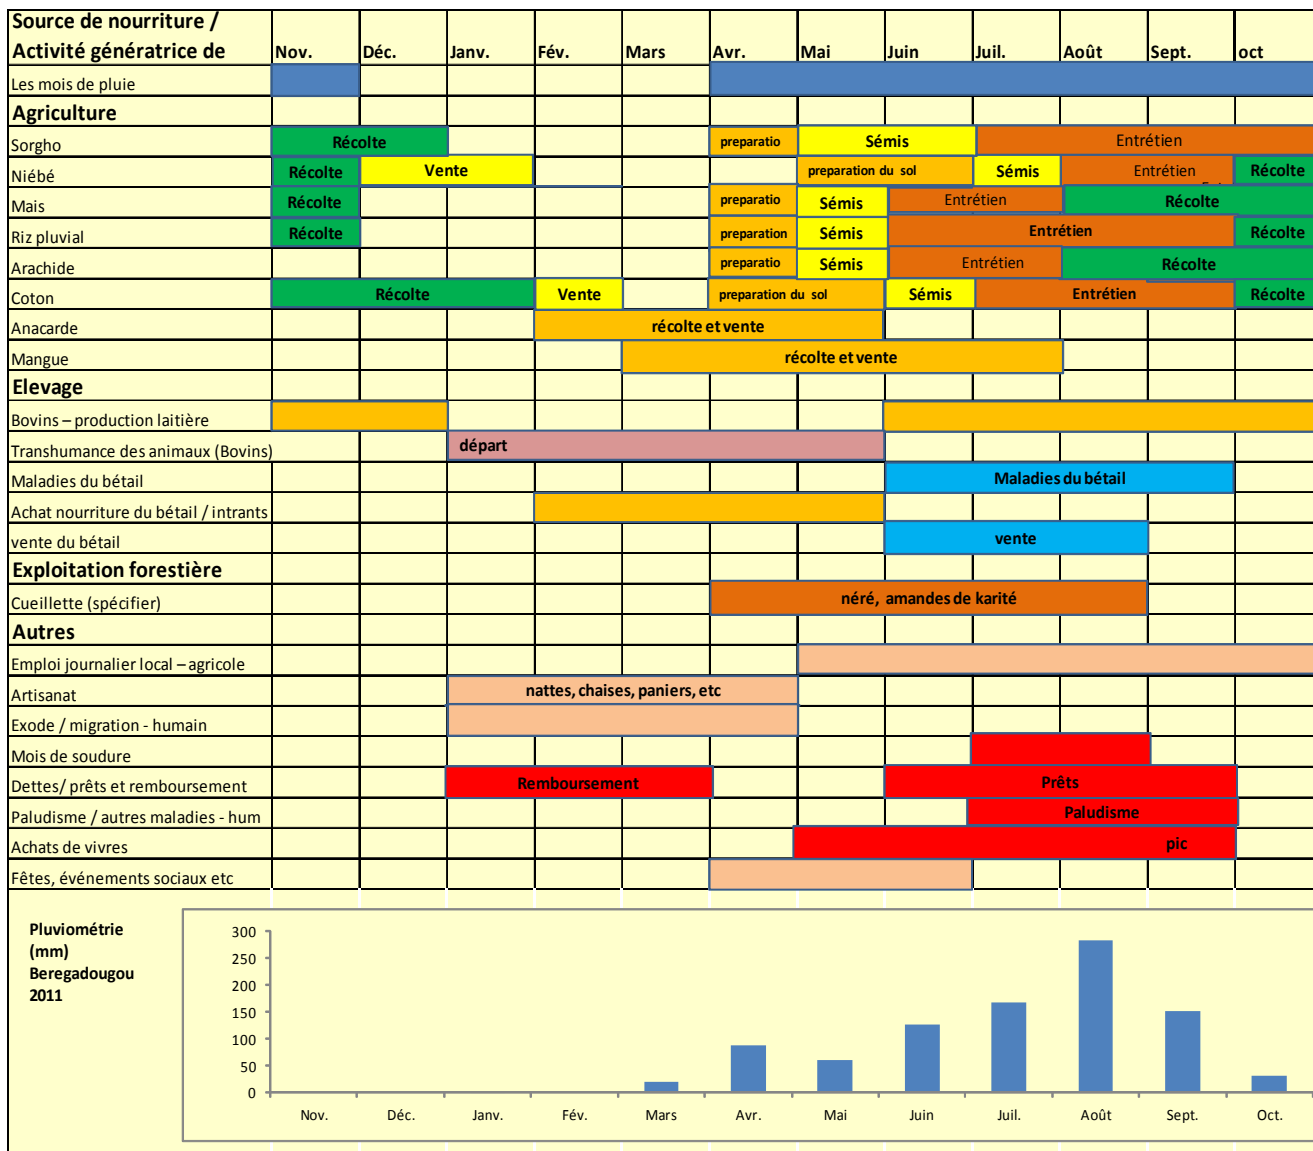 Source de nourriture /
Activité génératrice de Nov. Déc. Janv. Fév. Mars Avr. Mai Juin Juil. Août Sept. oct
Les mois de pluie
Agriculture
Sorgho Récolte preparatio Sémis Entrétien
Niébé Récolte Vente preparation du sol Sémis Entrétien Récolte
Mais Récolte preparatio Sémis Entrétien Récolte
Riz pluvial Récolte preparation Sémis Entrétien Récolte
Arachide preparatio Sémis Entrétien Récolte
Coton Récolte Vente preparation du sol Sémis Entrétien Récolte
Anacarde récolte et vente
Mangue récolte et vente
Elevage
Bovins – production laitière
Transhumance des animaux (Bovins) départ
Maladies du bétail Maladies du bétail
Achat nourriture du bétail / intrants
vente du bétail vente
Exploitation forestière
Cueillette (spécifier) néré, amandes de karité
Autres
Emploi journalier local – agricole
Artisanat nattes, chaises, paniers, etc
Exode / migration - humain
Mois de soudure
Dettes/ prêts et remboursement Remboursement Prêts
Paludisme / autres maladies - hum Paludisme
Achats de vivres pic
Fêtes, événements sociaux etc
Pluviométrie
(mm)
Beregadougou
2011
300
250
200
150
100
50
0
Nov. Déc. Janv. Fév. Mars Avr. Mai Juin Juil. Août Sept. Oct.